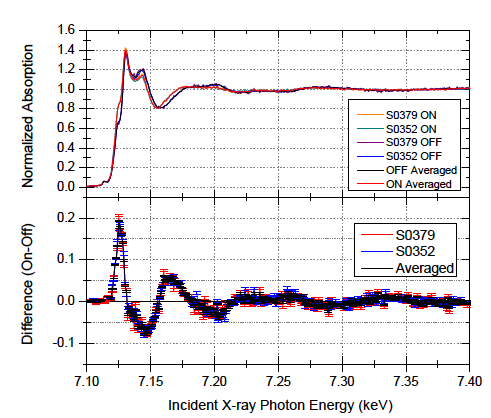 1.6
1.4
1.2
1.0
0.8
0.6
0.4
0.2
0.0
Normalized Absorption
S0379 ON
S0352 ON
S0379 OFF
S0352 OFF
OFF Averaged
ON Averaged
0.2
0.1
0.0
-0.1
Difference (On-Off)
S0379
S0352
Averaged
7.10 7.15 7.20 7.25 7.30 7.35 7.40
Incident X-ray Photon Energy (keV)